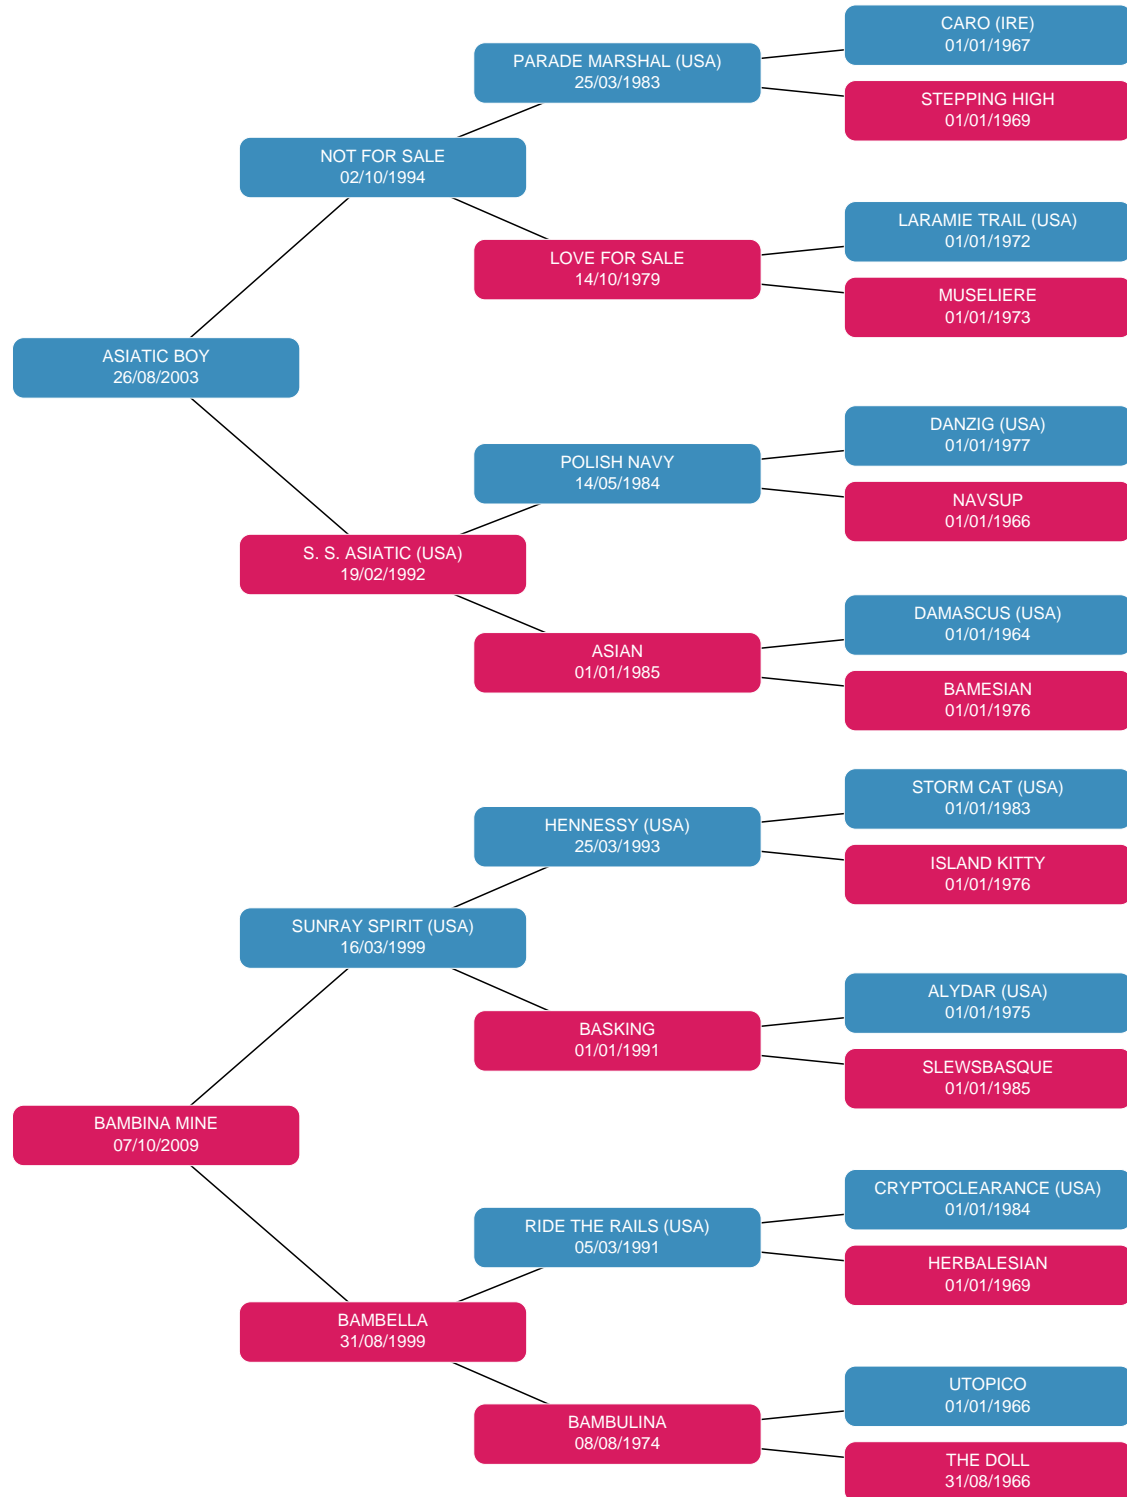 CARO (IRE)
01/01/1967
PARADE MARSHAL (USA)
25/03/1983
STEPPING HIGH
01/01/1969
NOT FOR SALE
02/10/1994
LARAMIE TRAIL (USA)
01/01/1972
LOVE FOR SALE
14/10/1979
MUSELIERE
01/01/1973
ASIATIC BOY
26/08/2003
DANZIG (USA)
01/01/1977
POLISH NAVY
14/05/1984
NAVSUP
01/01/1966
S. S. ASIATIC (USA)
19/02/1992
DAMASCUS (USA)
01/01/1964
ASIAN
01/01/1985
BAMESIAN
01/01/1976
STORM CAT (USA)
01/01/1983
HENNESSY (USA)
25/03/1993
ISLAND KITTY
01/01/1976
SUNRAY SPIRIT (USA)
16/03/1999
ALYDAR (USA)
01/01/1975
BASKING
01/01/1991
SLEWSBASQUE
01/01/1985
BAMBINA MINE
07/10/2009
CRYPTOCLEARANCE (USA)
01/01/1984
RIDE THE RAILS (USA)
05/03/1991
HERBALESIAN
01/01/1969
BAMBELLA
31/08/1999
UTOPICO
01/01/1966
BAMBULINA
08/08/1974
THE DOLL
31/08/1966